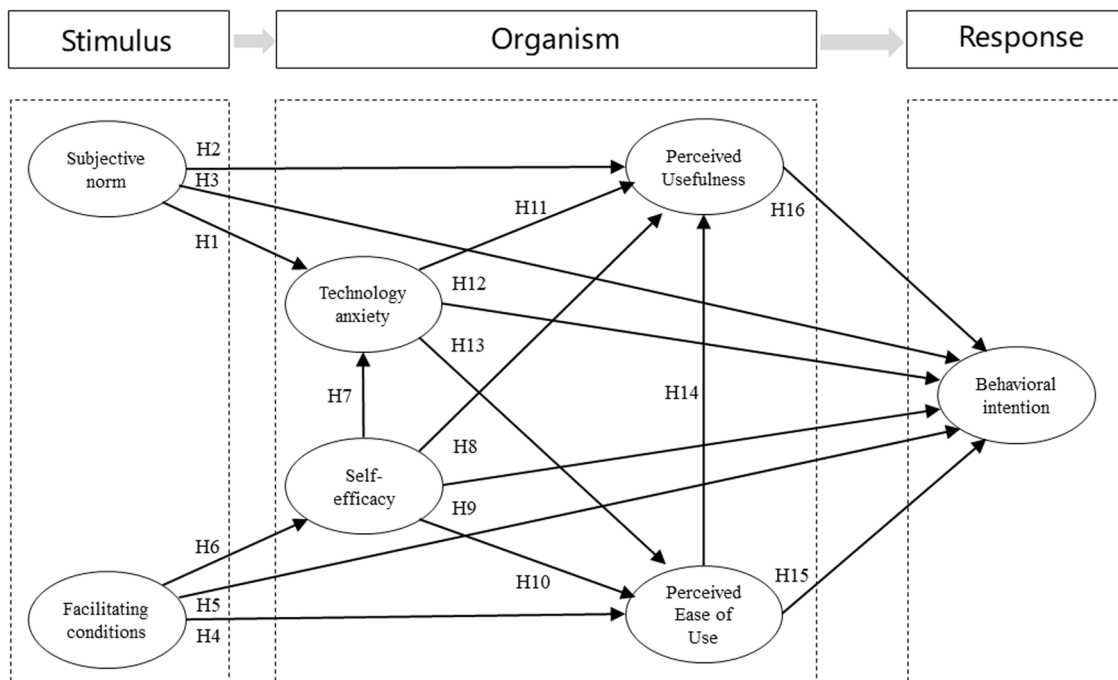 Stimulus
Organism
Response
Subjective
norm
H2
H3
H1
Perceived
Usefulness
H11
H16
Technology
anxiety
H12
H13
H7
H14
Behavioral
intention
Self-
efficacy
H8
H9
H6
H10
H15
Facilitating
conditions
H5
H4
Perceived
Ease of
Use